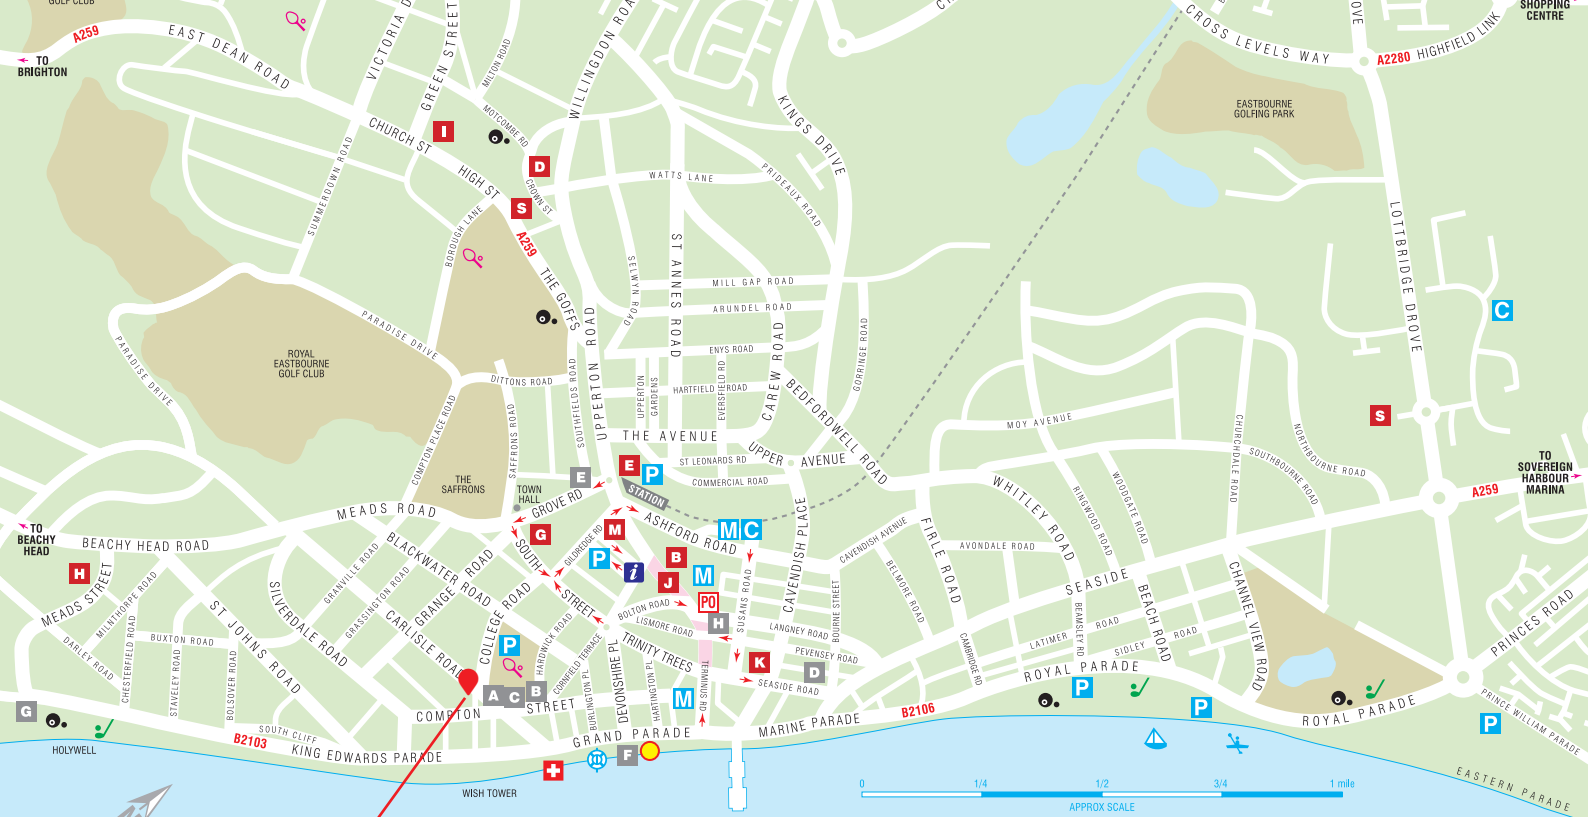 GOLF CLUB
A259
EAST DEAN ROAD
TO
BRIGHTON
VICTORIA D
GREEN STREET
MILTON ROAD
WILLINGDON ROA
MOTCOMBE RD
KINGS DRIVE
CROSS LEVELS WAY
OVE
A2280
HIGHFIELD LINK
SHOPPING
CENTRE
EASTBOURNE
GOLFING PARK
CHURCH ST
I
D
HIGH ST
CROWN ST
S
WATTS LANE
PRIDEAUX ROAD
SUMMERDOWN ROAD
BOROUGH LANE
A259
THE GOFFS
SELWYN ROAD
ST ANNES ROAD
LOTTBRIDGE DROVE
MILL GAP ROAD
ARUNDEL ROAD
C
PARADISE DRIVE
PARADISE DRIVE
ROYAL
EASTBOURNE
GOLF CLUB
UPPERTON ROAD
ENYS ROAD
CAREW ROAD
GORRINGE ROAD
DITTONS ROAD
SOUTHFIELDS ROAD
UPPERTON
GARDENS
HARTFIELD ROAD
EVERSFIELD RD
BEDFORDWELL ROAD
COMPTON PLACE ROAD
SAFFRONS ROAD
THE AVENUE
UPPER AVENUE
MOY AVENUE
CHURCHDALE ROAD
NORTHBOURNE ROAD
SOUTHBOURNE ROAD
S
THE
SAFFRONS
TOWN
HALL
E
E
P
STATION
ST LEONARDS RD
COMMERCIAL ROAD
WHITLEY ROAD
RINGWOOD ROAD
WOODGATE ROAD
A259
TO
SOVEREIGN
HARBOUR
MARINA
TO
BEACHY
HEAD
BEACHY HEAD ROAD
MEADS ROAD
GROVE RD
G
M
ASHFORD ROAD
M C
CAVENDISH PLACE
CAVENDISH AVENUE
FIRLE ROAD
AVONDALE ROAD
H
MEADS STREET
MILNTHORPE ROAD
SILVERDALE ROAD
GRANVILLE ROAD
GRASSINGTON ROAD
BLACKWATER ROAD
GRANGE ROAD
SOUTH STREET
GILDREDGE RD
P
i
B
J
M
PO
H
BOLTON ROAD
LISMORE ROAD
SUSANS ROAD
LANGNEY ROAD
BOURNE STREET
BELMORE ROAD
SEASIDE
BEAMSLEY RD
BEACH ROAD
CHANNEL VIEW ROAD
PRINCES ROAD
DARLEY ROAD
CHESTERFIELD ROAD
BUXTON ROAD
STAVELEY ROAD
BOLSOVER ROAD
ST JOHNS ROAD
CARLISLE ROAD
COLLEGE ROAD
P
HARDWICK ROAD
CORNFIELD TERRACE
TRINITY TREES
K
PEVENSEY ROAD
D
SEASIDE ROAD
CAMBRIDGE RD
LATIMER ROAD
SIDLEY ROAD
ROYAL PARADE
P
P
ROYAL PARADE
PRINCE WILLIAM PARADE
P
G
HOLYWELL
A
C
B
COMPTON STREET
BURLINGTON PL
DEVONSHIRE PL
HARTINGTON PL
M
TERMINUS RD
SOUTH CLIFF
B2103
KING EDWARDS PARADE
GRAND PARADE
MARINE PARADE
B2106
F
WISH TOWER
0
1/4
1/2
3/4
1 mile
APPROX SCALE
EASTERN PARADE